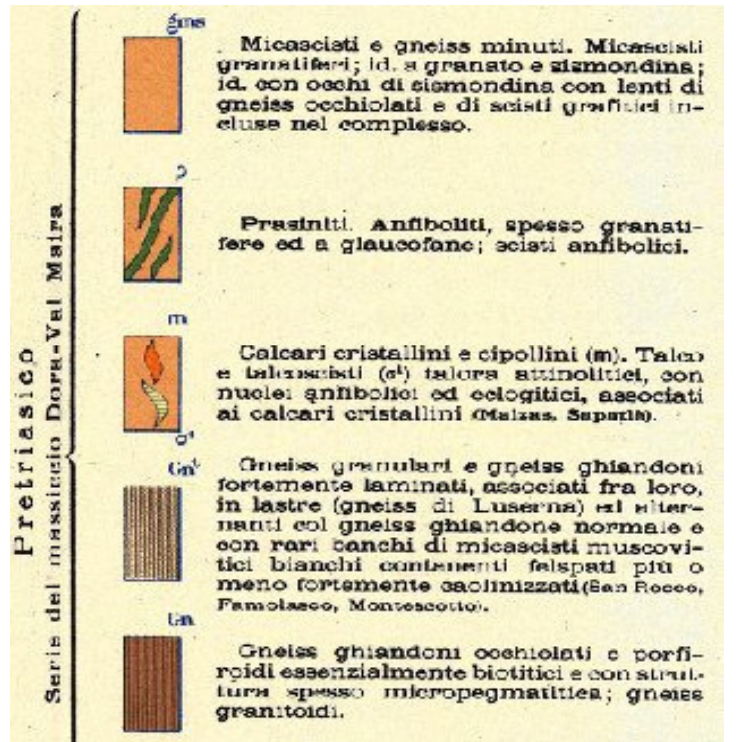 gms
Micascisti e gneiss minuti. Micascisti
granatiferi; id. a granato e sismondina;
id. con occhi di sismondina con lenti di
gneiss occhiolati e di scisti grafitici in-
cluse nel complesso.
p
Prasiniti. Anfiboliti, spesso granati-
fere ed a glaucofane; scisti anfibolici.
m
Calcari cristallini e cipollini (m). Talco
e talcoscisti (σᵗ) talora attinolitici, con
nuclei anfibolici ed eclogitici, associati
ai calcari cristallini (Maizas, Sapatlè).
σᵗ
Gneiss granulari e gneiss ghiandoni
fortemente laminati, associati fra loro,
in lastre (gneiss di Luserna) ed alter-
nanti col gneiss ghiandone normale e
con rari banchi di micascisti muscovi-
tici bianchi contenenti felspati più o
meno fortemente caolinizzati (San Rocco,
Famolasco, Montoscotto).
Gn
Gneiss ghiandoni occhiolati e porfi-
roidi essenzialmente biotitici e con strut-
tura spesso micropegmatitica; gneiss
granitoidi.
Pretriasico
Serie del massiccio Dora-Val Maira